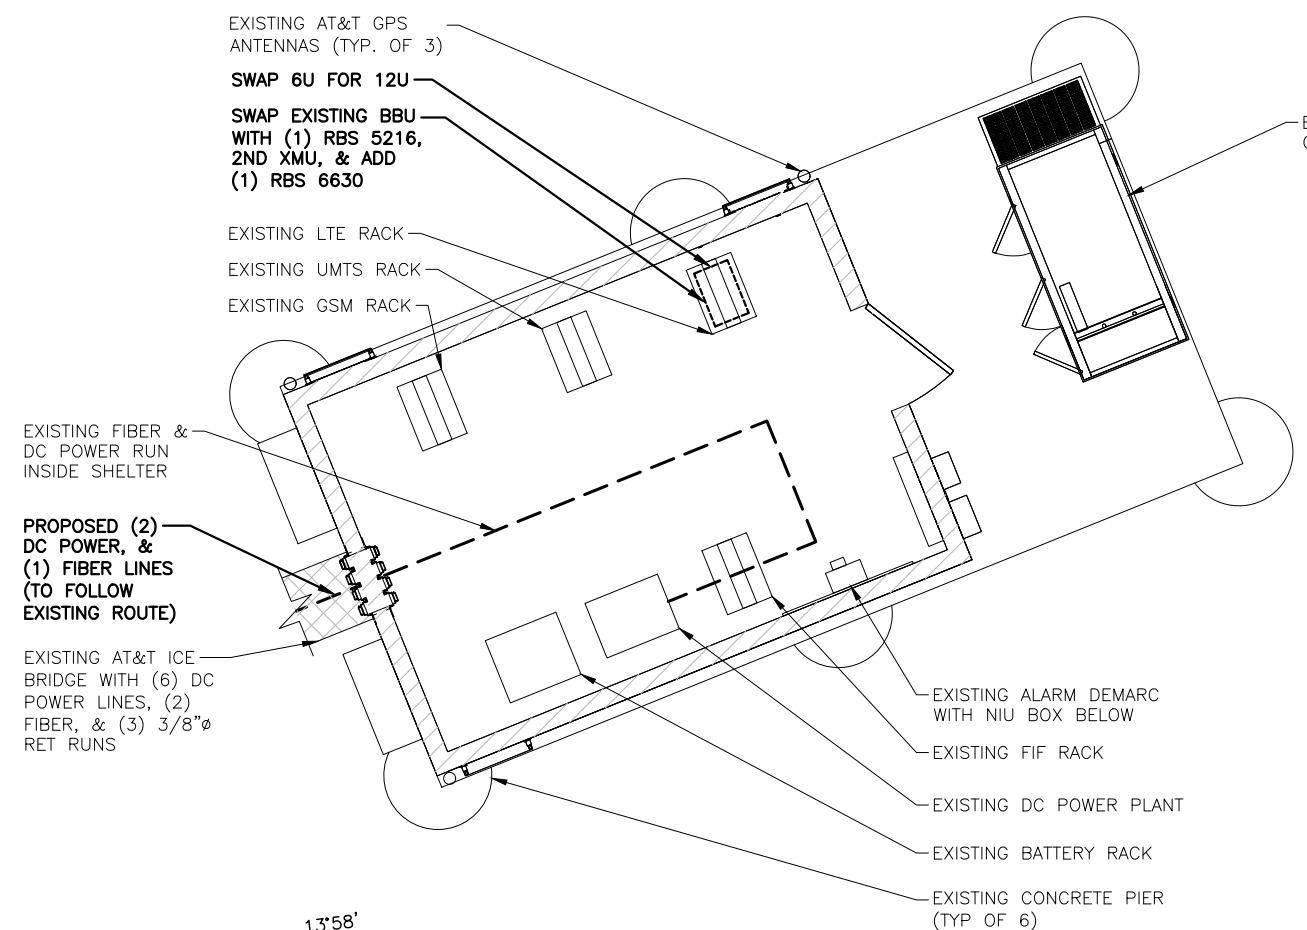 EXISTING AT&T GPS
ANTENNAS (TYP. OF 3)
SWAP 6U FOR 12U
SWAP EXISTING BBU
WITH (1) RBS 5216,
2ND XMU, & ADD
(1) RBS 6630
EXISTING LTE RACK
EXISTING UMTS RACK
EXISTING GSM RACK
EXISTING FIBER &
DC POWER RUN
INSIDE SHELTER
PROPOSED (2)
DC POWER, &
(1) FIBER LINES
(TO FOLLOW
EXISTING ROUTE)
EXISTING AT&T ICE
BRIDGE WITH (6) DC
POWER LINES, (2)
FIBER, & (3) 3/8"ø
RET RUNS
EXISTING ALARM DEMARC
WITH NIU BOX BELOW
EXISTING FIF RACK
EXISTING DC POWER PLANT
EXISTING BATTERY RACK
EXISTING CONCRETE PIER
(TYP OF 6)
13°58'